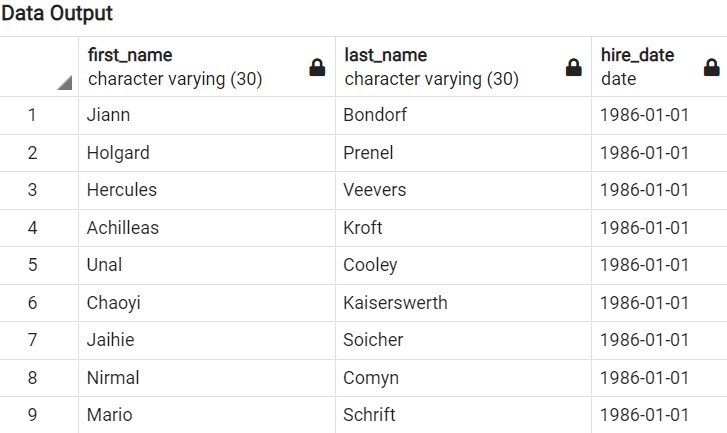 Data Output
first_name last_name hire_date
character varying (30) character varying (30) date
1 Jiann Bondorf 1986-01-01
2 Holgard Prenel 1986-01-01
3 Hercules Veevers 1986-01-01
4 Achilleas Kroft 1986-01-01
5 Unal Cooley 1986-01-01
6 Chaoyi Kaiserswerth 1986-01-01
7 Jaihie Soicher 1986-01-01
8 Nirmal Comyn 1986-01-01
9 Mario Schrift 1986-01-01